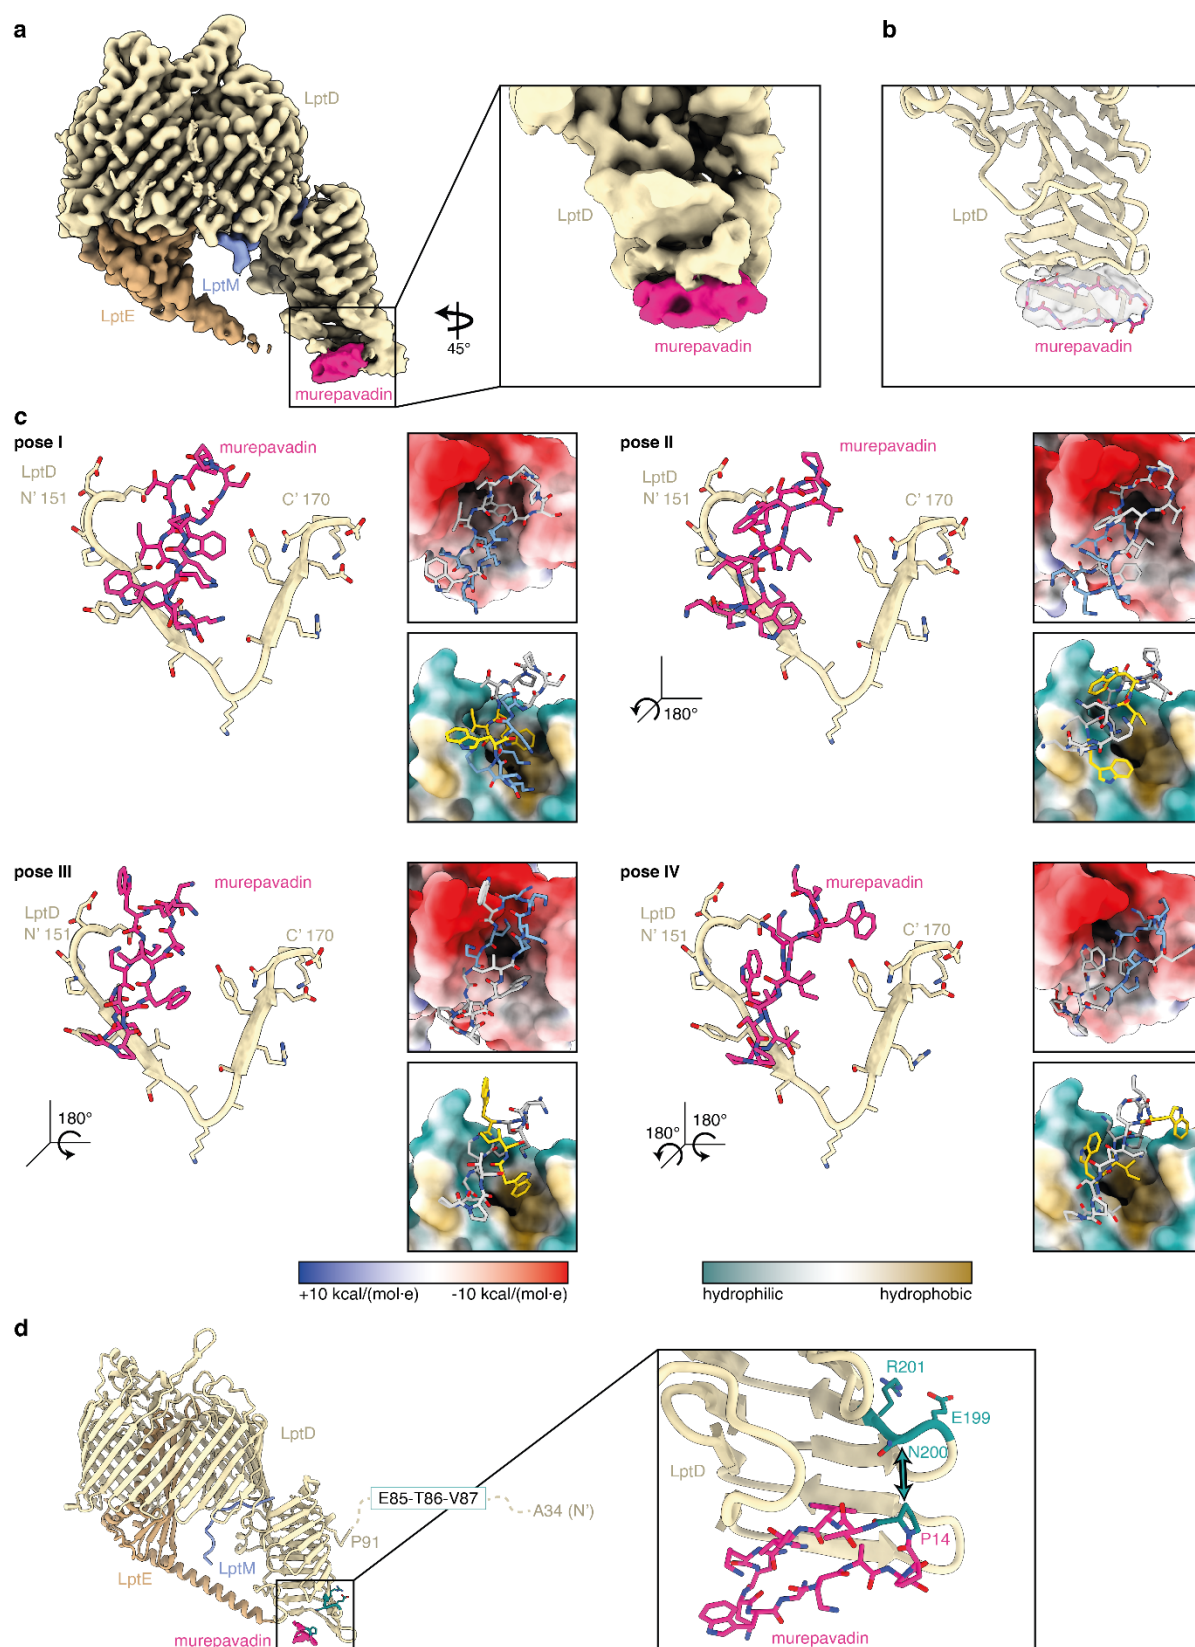 a
b
LptD
LptD
LptM
LptE
45°
murepavadin
murepavadin
murepavadin
c
pose I
murepavadin
LptD
N' 151
C' 170
pose II
murepavadin
LptD
N' 151
C' 170
180°
pose III
murepavadin
LptD
N' 151
C' 170
180°
pose IV
murepavadin
LptD
N' 151
C' 170
180°
180°
+10 kcal/(mol·e)
-10 kcal/(mol·e)
hydrophilic
hydrophobic
d
LptD
E85-T86-V87
A34 (N')
P91
LptM
LptE
murepavadin
R201
E199
N200
LptD
P14
murepavadin